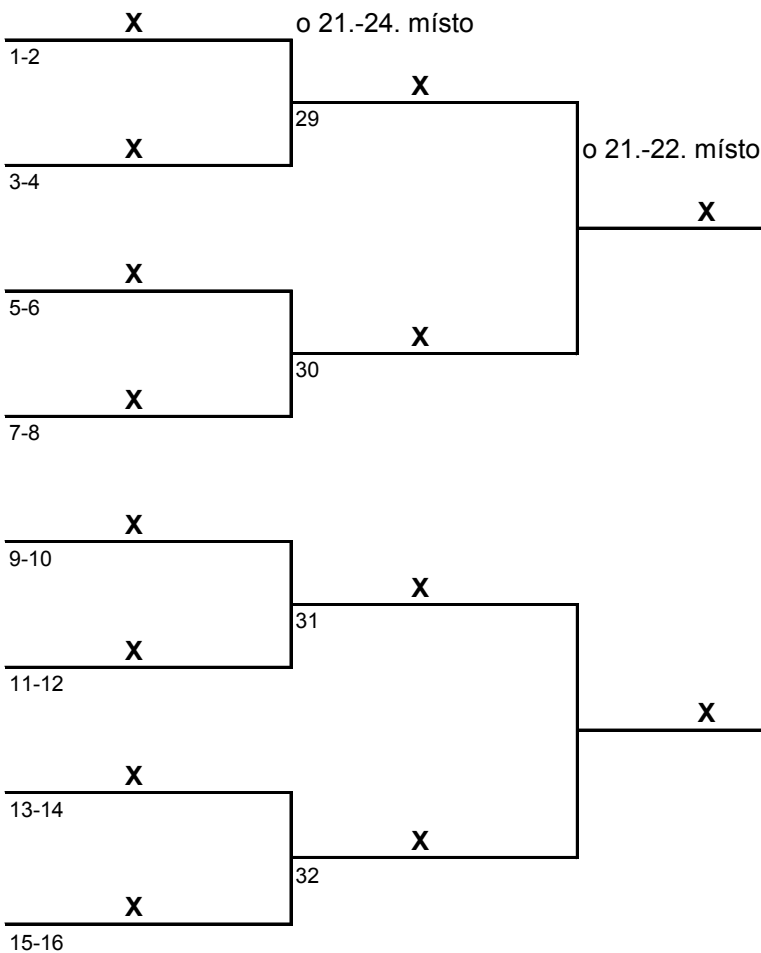 X
o 21.-24. místo
1-2
X
29
X
o 21.-22. místo
3-4
X
X
5-6
X
30
X
7-8
X
9-10
X
31
X
11-12
X
X
13-14
X
32
X
15-16